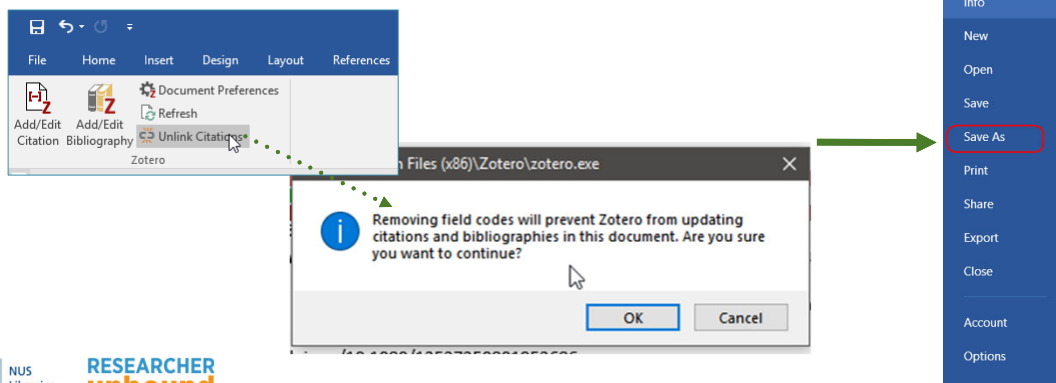 File Home Insert Design Layout References
Document Preferences
Refresh
Unlink Citations
Add/Edit
Citation
Add/Edit
Bibliography
Zotero
Files (x86)\Zotero\zotero.exe
Removing field codes will prevent Zotero from updating
citations and bibliographies in this document. Are you sure
you want to continue?
OK Cancel
Info
New
Open
Save
Save As
Print
Share
Export
Close
Account
Options
NUS
RESEARCHER
unbound